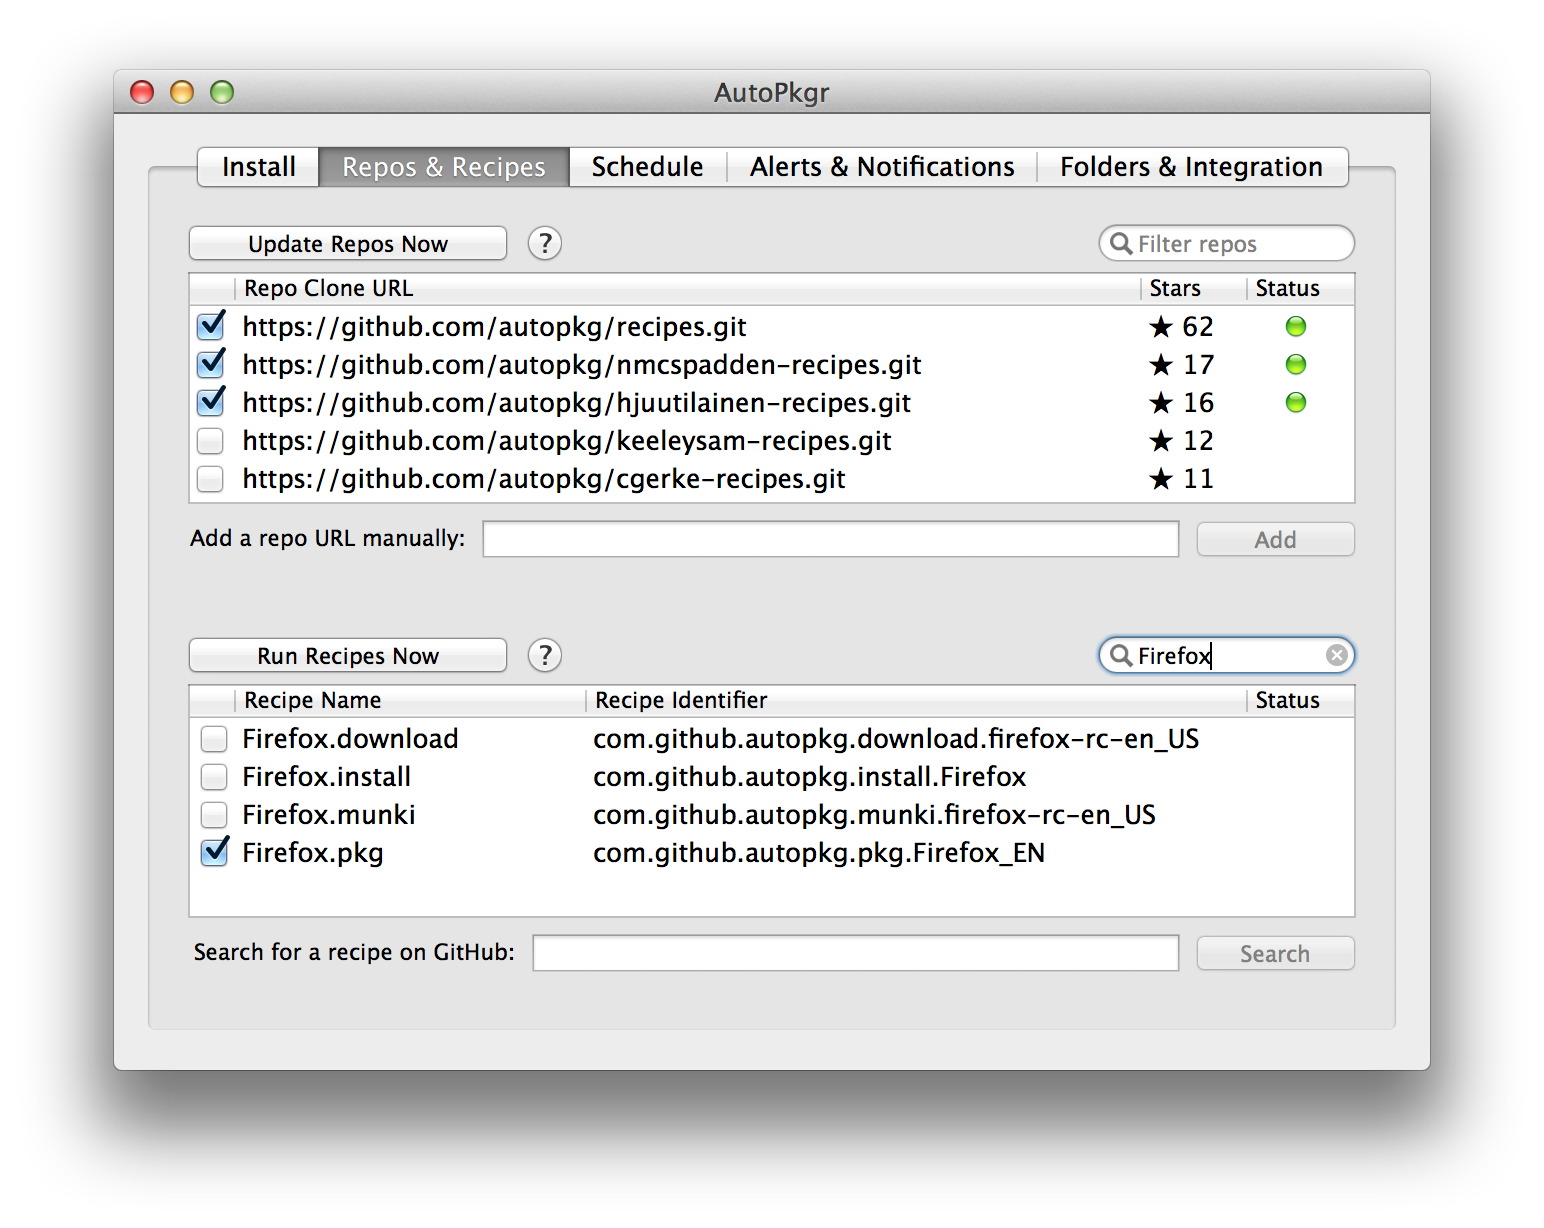 AutoPkgr
Install Repos & Recipes Schedule Alerts & Notifications Folders & Integration
Update Repos Now ? Filter repos
Repo Clone URL Stars Status
https://github.com/autopkg/recipes.git ★ 62
https://github.com/autopkg/nmcspadden-recipes.git ★ 17
https://github.com/autopkg/hjuutilainen-recipes.git ★ 16
https://github.com/autopkg/keeleysam-recipes.git ★ 12
https://github.com/autopkg/cgerke-recipes.git ★ 11
Add a repo URL manually: Add
Run Recipes Now ? Firefox
Recipe Name Recipe Identifier Status
Firefox.download com.github.autopkg.download.firefox-rc-en_US
Firefox.install com.github.autopkg.install.Firefox
Firefox.munki com.github.autopkg.munki.firefox-rc-en_US
Firefox.pkg com.github.autopkg.pkg.Firefox_EN
Search for a recipe on GitHub: Search